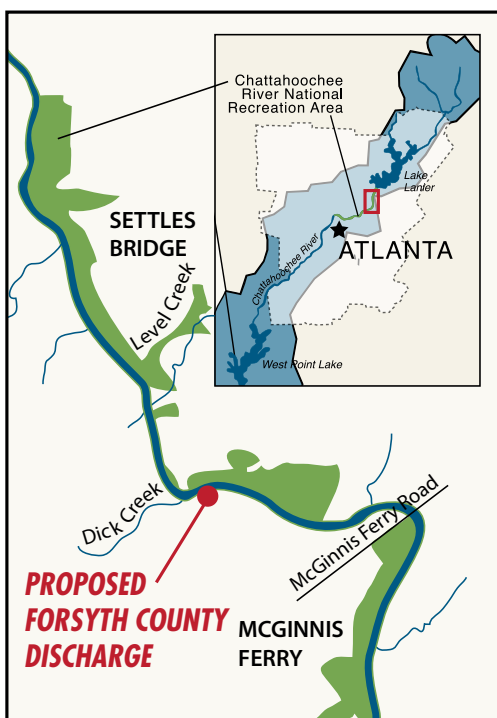 Chattahoochee
River National
Recreation Area
Lake
Lanier
ATLANTA
Chattahoochee River
West Point Lake
SETTLES
BRIDGE
Level Creek
Dick Creek
McGinnis Ferry Road
PROPOSED
FORSYTH COUNTY
DISCHARGE
MCGINNIS
FERRY